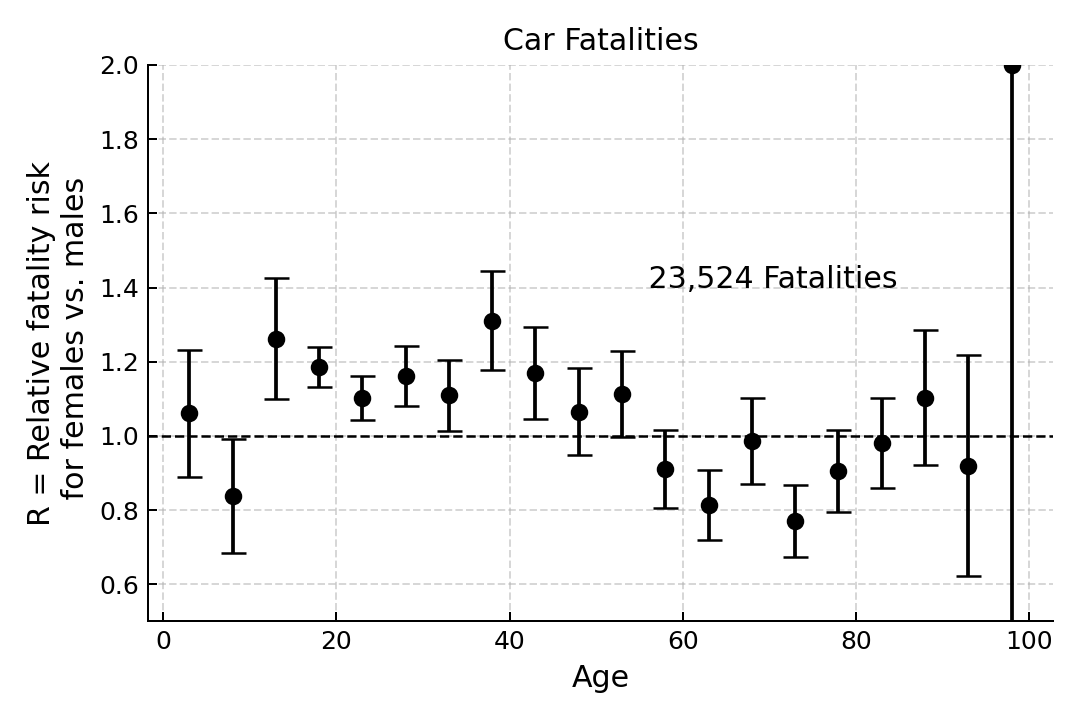 Car Fatalities
R = Relative fatality risk
for females vs. males
2.0
1.8
1.6
1.4
1.2
1.0
0.8
0.6
23,524 Fatalities
0
20
40
60
80
100
Age